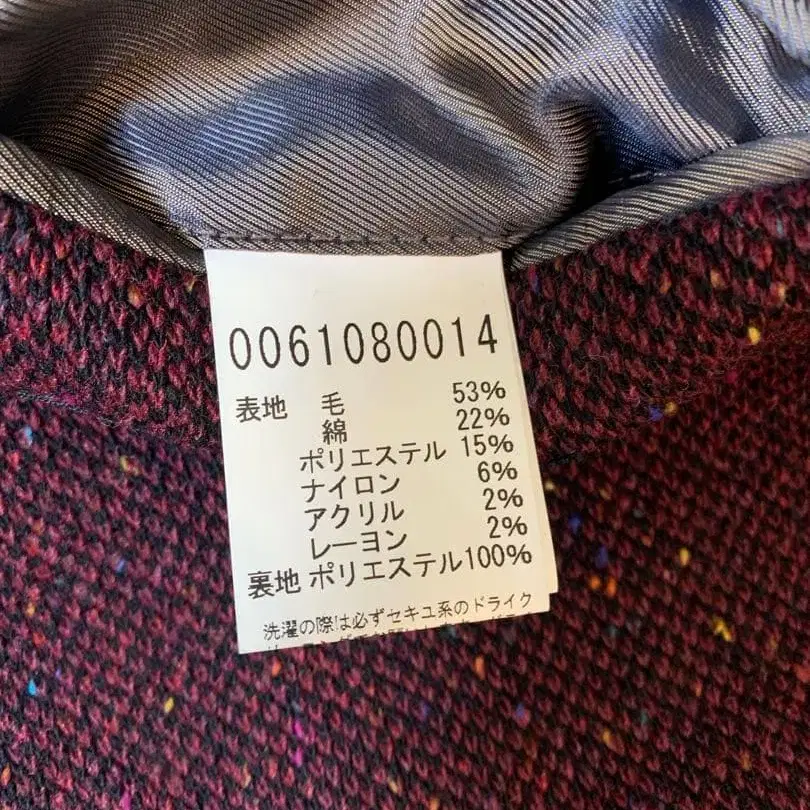 0061080014
表地 毛 53%
綿 22%
ポリエステル 15%
ナイロン 6%
アクリル 2%
レーヨン 2%
裏地 ポリエステル100%
洗濯の際は必ずセキユ系のドライク